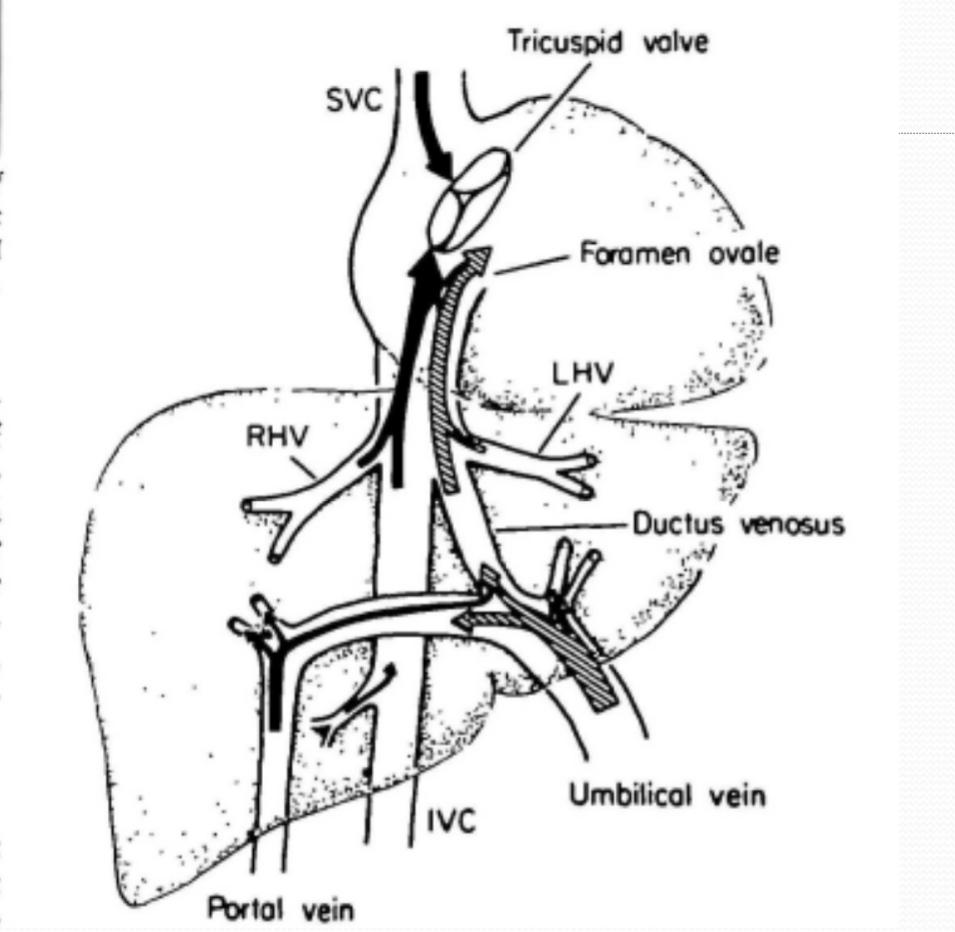 Tricuspid valve
SVC
Foramen ovale
LHV
RHV
Ductus venosus
Umbilical vein
IVC
Portal vein